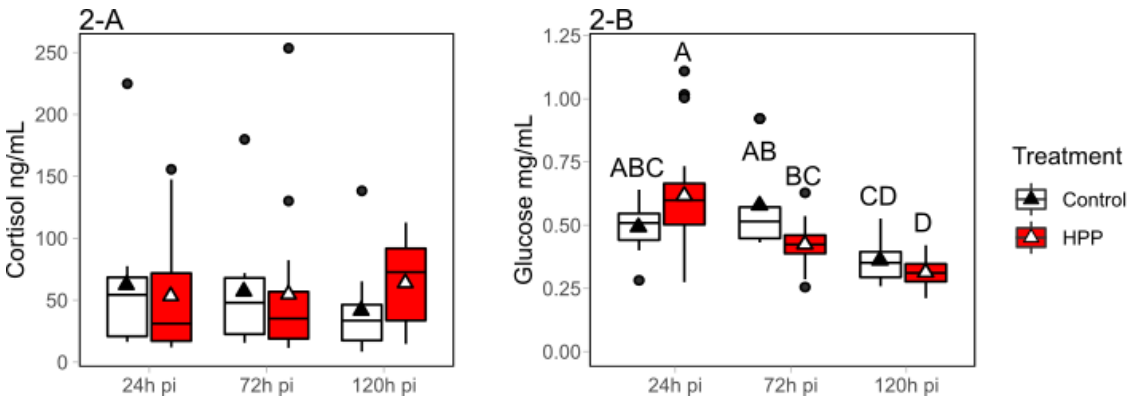 2-A
Cortisol ng/mL
250
200
150
100
50
0
24h pi
72h pi
120h pi
2-B
Glucose mg/mL
1.25
1.00
0.75
0.50
0.25
0.00
ABC
A
AB
BC
CD
D
24h pi
72h pi
120h pi
Treatment
Control
HPP